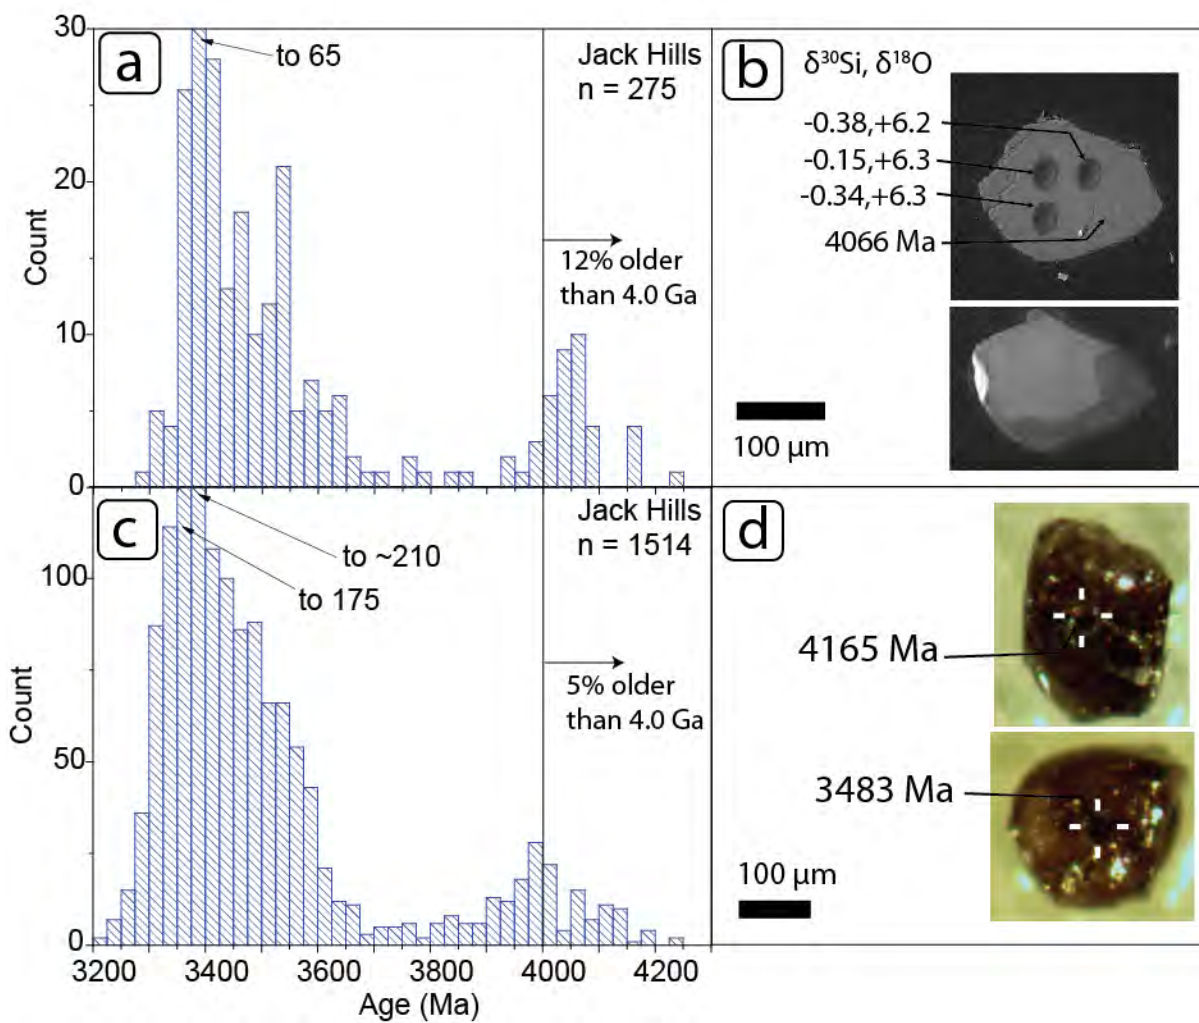 30
20
10
0
Count
a
to 65
Jack Hills
n = 275
12% older
than 4.0 Ga
b
δ³⁰Si, δ¹⁸O
-0.38,+6.2
-0.15,+6.3
-0.34,+6.3
4066 Ma
100 µm
100
50
0
Count
c
to ~210
to 175
Jack Hills
n = 1514
5% older
than 4.0 Ga
3200 3400 3600 3800 4000 4200
Age (Ma)
d
4165 Ma
3483 Ma
100 µm